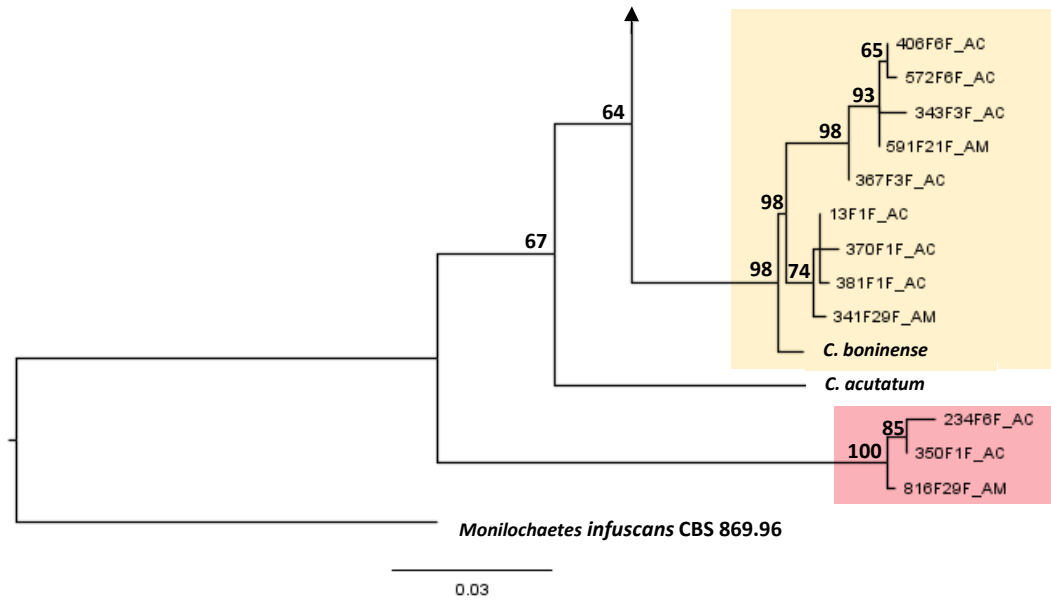 406F6F_AC
65
572F6F_AC
93
343F3F_AC
64
98
591F21F_AM
367F3F_AC
98
13F1F_AC
67
370F1F_AC
98
74
381F1F_AC
341F29F_AM
C. boninense
C. acutatum
234F6F_AC
85
100
350F1F_AC
816F29F_AM
Monilochaetes infuscans CBS 869.96
0.03